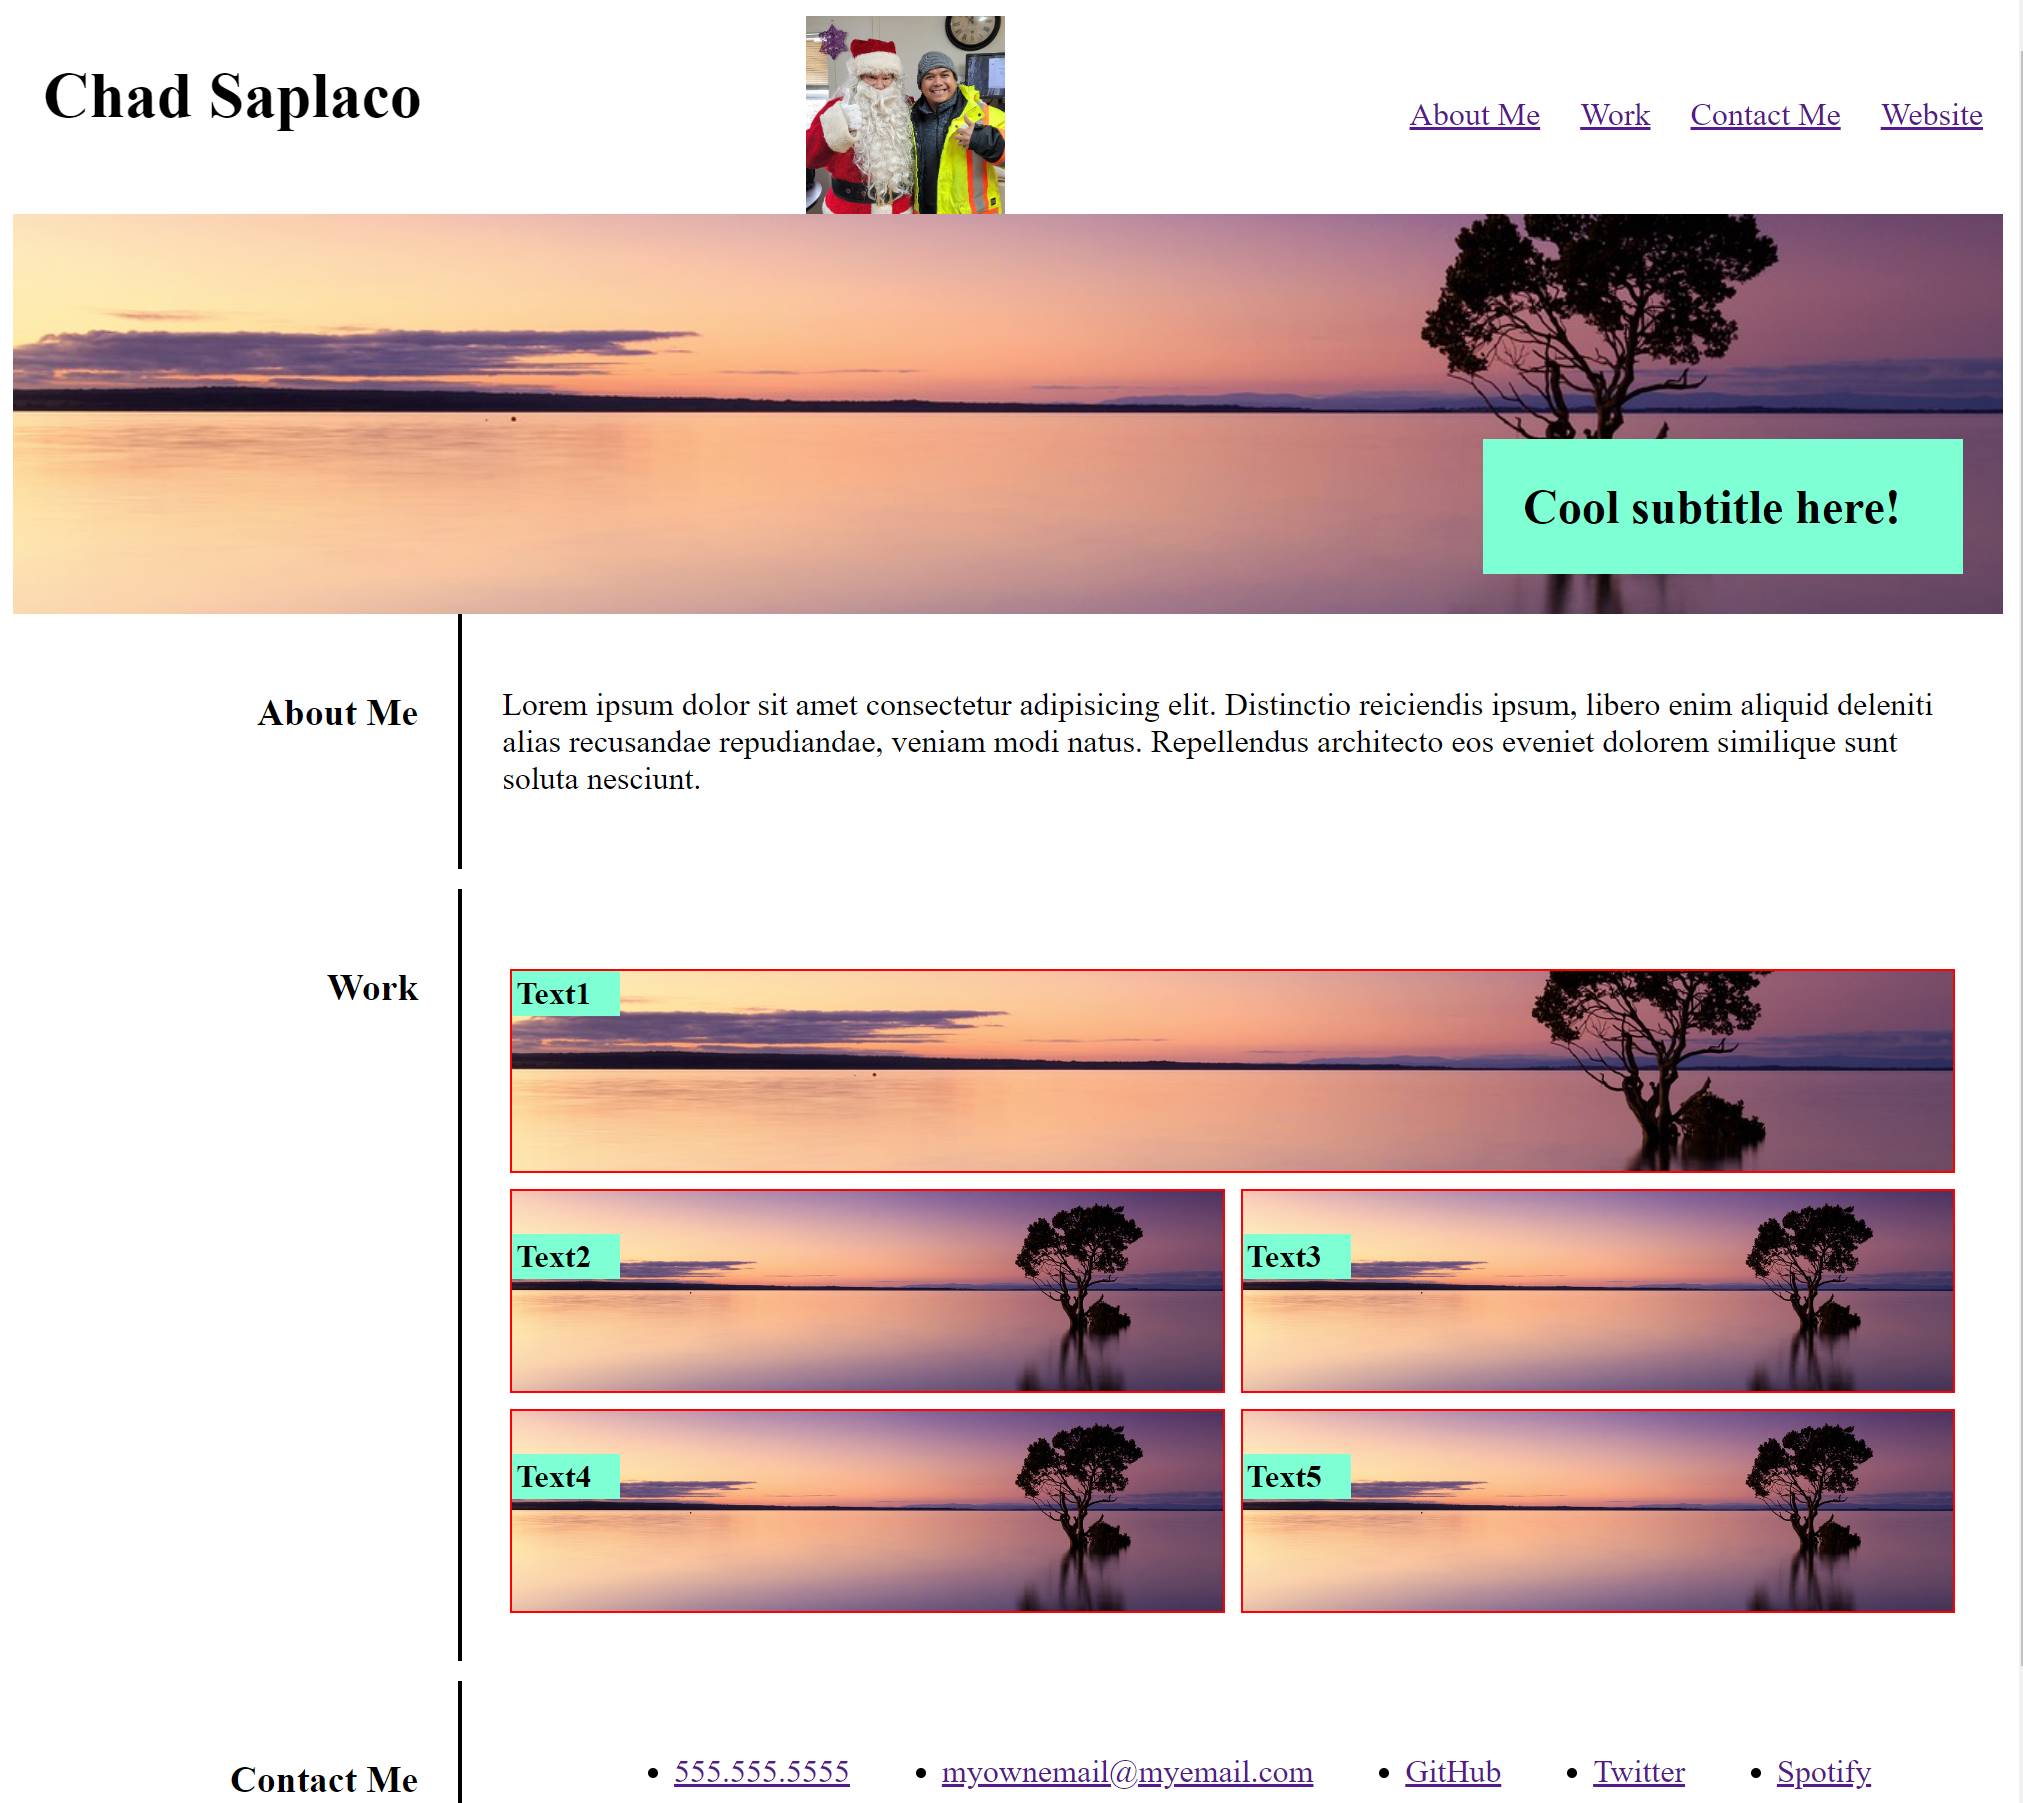 Chad Saplaco
About Me Work Contact Me Website
Cool subtitle here!
About Me
Lorem ipsum dolor sit amet consectetur adipisicing elit. Distinctio reiciendis ipsum, libero enim aliquid deleniti
alias recusandae repudiandae, veniam modi natus. Repellendus architecto eos eveniet dolorem similique sunt
soluta nesciunt.
Work
Text1
Text2
Text3
Text4
Text5
Contact Me
555.555.5555
myownemail@myemail.com
GitHub
Twitter
Spotify